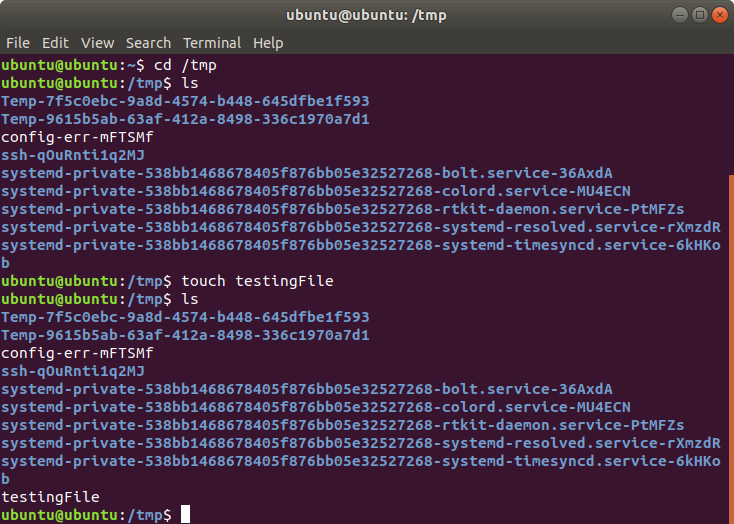 ubuntu@ubuntu: /tmp
File Edit View Search Terminal Help
ubuntu@ubuntu:~$ cd /tmp
ubuntu@ubuntu:/tmp$ ls
Temp-7f5c0ebc-9a8d-4574-b448-645dfbe1f593
Temp-9615b5ab-63af-412a-8498-336c1970a7d1
config-err-mFTSMf
ssh-qOuRnti1q2MJ
systemd-private-538bb1468678405f876bb05e32527268-bolt.service-36AxdA
systemd-private-538bb1468678405f876bb05e32527268-colord.service-MU4ECN
systemd-private-538bb1468678405f876bb05e32527268-rtkit-daemon.service-PtMFZs
systemd-private-538bb1468678405f876bb05e32527268-systemd-resolved.service-rXmzdR
systemd-private-538bb1468678405f876bb05e32527268-systemd-timesyncd.service-6kHKo
b
ubuntu@ubuntu:/tmp$ touch testingFile
ubuntu@ubuntu:/tmp$ ls
Temp-7f5c0ebc-9a8d-4574-b448-645dfbe1f593
Temp-9615b5ab-63af-412a-8498-336c1970a7d1
config-err-mFTSMf
ssh-qOuRnti1q2MJ
systemd-private-538bb1468678405f876bb05e32527268-bolt.service-36AxdA
systemd-private-538bb1468678405f876bb05e32527268-colord.service-MU4ECN
systemd-private-538bb1468678405f876bb05e32527268-rtkit-daemon.service-PtMFZs
systemd-private-538bb1468678405f876bb05e32527268-systemd-resolved.service-rXmzdR
systemd-private-538bb1468678405f876bb05e32527268-systemd-timesyncd.service-6kHKo
b
testingFile
ubuntu@ubuntu:/tmp$